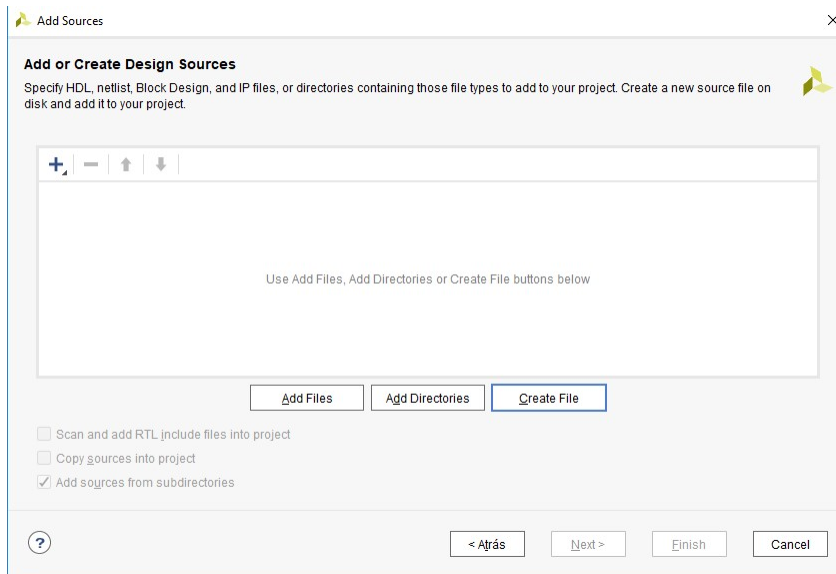 Add Sources
Add or Create Design Sources
Specify HDL, netlist, Block Design, and IP files, or directories containing those file types to add to your project. Create a new source file on
disk and add it to your project.
Use Add Files, Add Directories or Create File buttons below
Add Files
Add Directories
Create File
Scan and add RTL include files into project
Copy sources into project
Add sources from subdirectories
?
< Atrás
Next >
Finish
Cancel